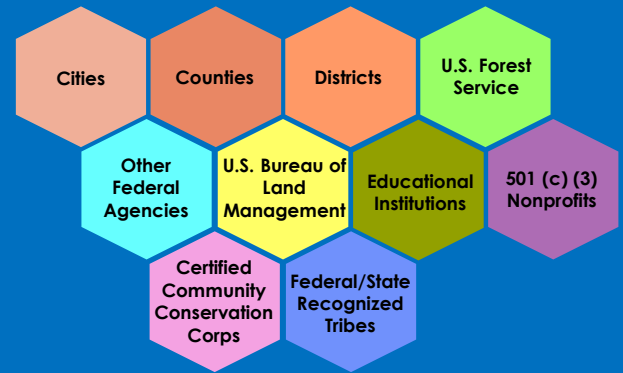 Cities
Counties
Districts
U.S. Forest
Service
Other
Federal
Agencies
U.S. Bureau of
Land
Management
Educational
Institutions
501 (c) (3)
Nonprofits
Certified
Community
Conservation
Corps
Federal/State
Recognized
Tribes